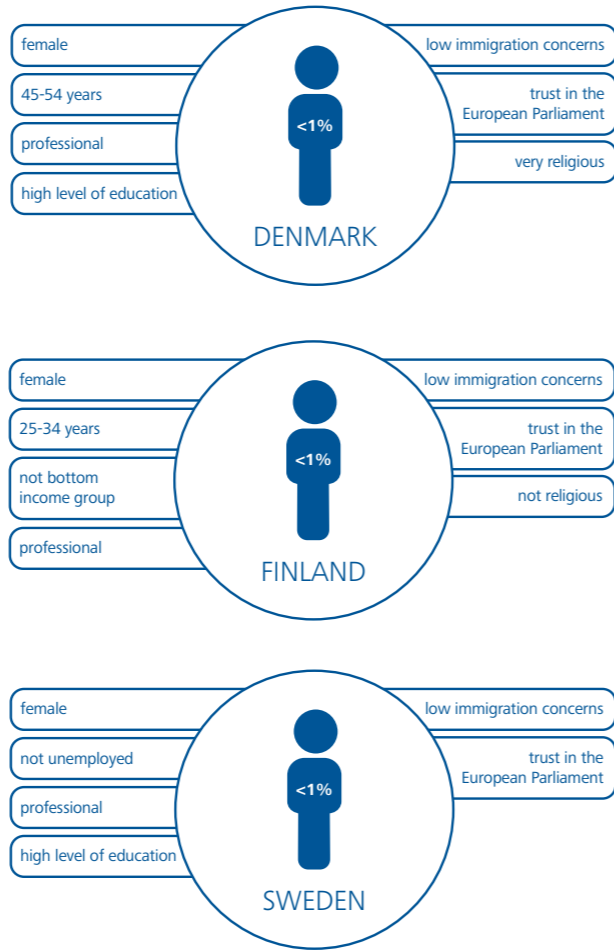 female
45-54 years
professional
high level of education
<1%
DENMARK
low immigration concerns
trust in the
European Parliament
very religious
female
25-34 years
not bottom
income group
professional
<1%
FINLAND
low immigration concerns
trust in the
European Parliament
not religious
female
not unemployed
professional
high level of education
<1%
SWEDEN
low immigration concerns
trust in the
European Parliament